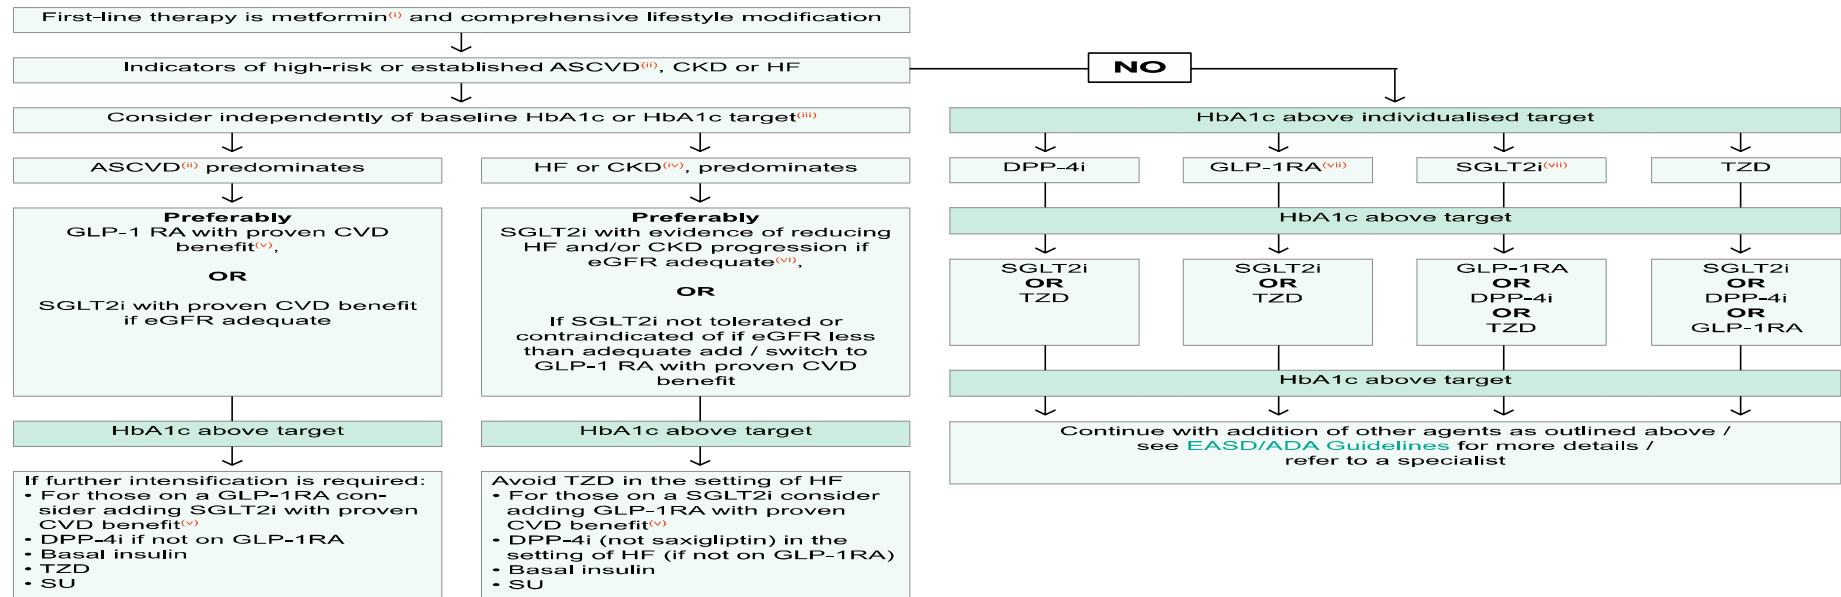 First-line therapy is metformin(i) and comprehensive lifestyle modification
Indicators of high-risk or established ASCVD(ii), CKD or HF
NO
Consider independently of baseline HbA1c or HbA1c target(iii)
ASCVD(ii) predominates
HF or CKD(iv), predominates
Preferably
GLP-1 RA with proven CVD
benefit(v),
OR
SGLT2i with proven CVD benefit
if eGFR adequate
Preferably
SGLT2i with evidence of reducing
HF and/or CKD progression if
eGFR adequate(vi),
OR
If SGLT2i not tolerated or
contraindicated of if eGFR less
than adequate add / switch to
GLP-1 RA with proven CVD
benefit
HbA1c above target
HbA1c above target
If further intensification is required:
• For those on a GLP-1RA con-
sider adding SGLT2i with proven
CVD benefit(v)
• DPP-4i if not on GLP-1RA
• Basal insulin
• TZD
• SU
Avoid TZD in the setting of HF
• For those on a SGLT2i consider
adding GLP-1RA with proven
CVD benefit(v)
• DPP-4i (not saxigliptin) in the
setting of HF (if not on GLP-1RA)
• Basal insulin
• SU
HbA1c above individualised target
DPP-4i
GLP-1RA(vii)
SGLT2i(vii)
TZD
HbA1c above target
SGLT2i
OR
TZD
SGLT2i
OR
TZD
GLP-1RA
OR
DPP-4i
OR
TZD
SGLT2i
OR
DPP-4i
OR
GLP-1RA
HbA1c above target
Continue with addition of other agents as outlined above /
see EASD/ADA Guidelines for more details /
refer to a specialist